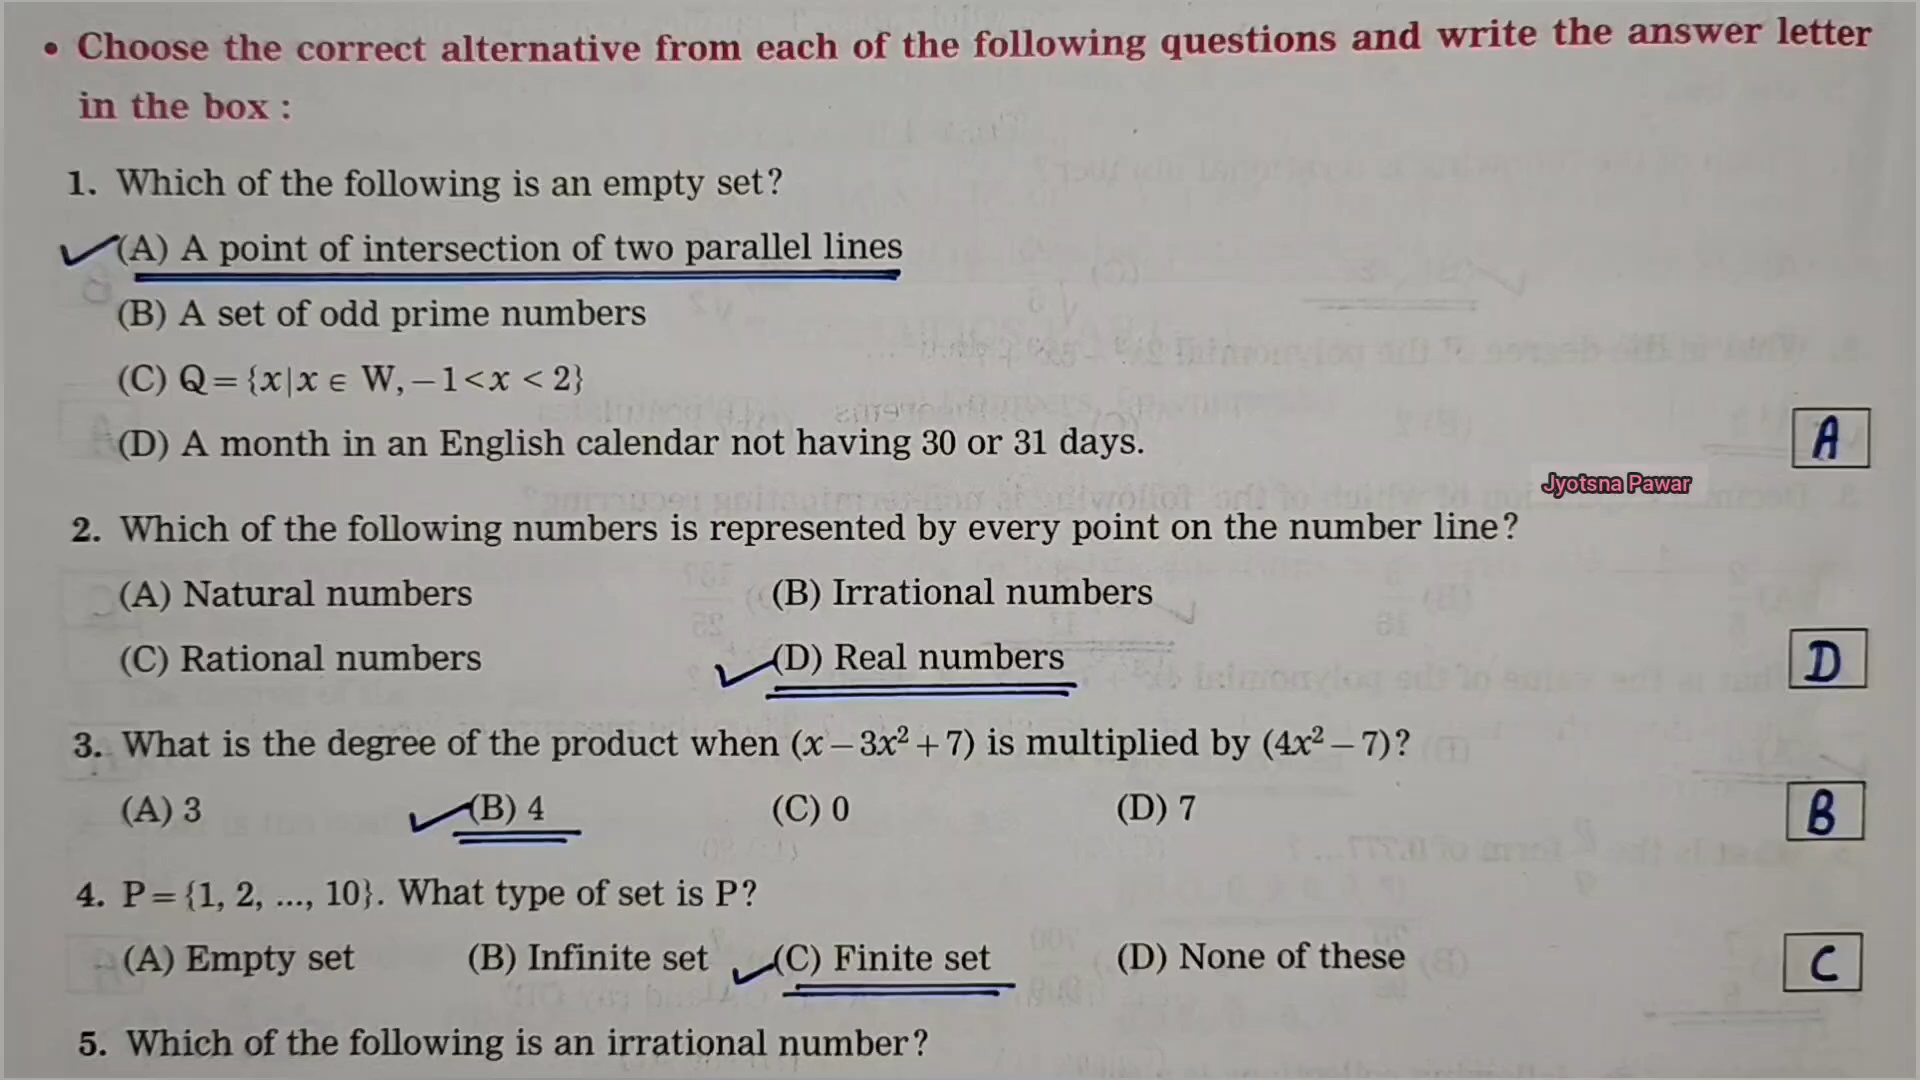 • Choose the correct alternative from each of the following questions and write the answer letter
in the box :
1. Which of the following is an empty set?
(A) A point of intersection of two parallel lines
(B) A set of odd prime numbers
(C) Q = {x|x ∈ W, −1<x < 2}
(D) A month in an English calendar not having 30 or 31 days.
A
Jyotsna Pawar
2. Which of the following numbers is represented by every point on the number line?
(A) Natural numbers (B) Irrational numbers
(C) Rational numbers (D) Real numbers
D
3. What is the degree of the product when (x − 3x² + 7) is multiplied by (4x² − 7)?
(A) 3 (B) 4 (C) 0 (D) 7
B
4. P = {1, 2, ..., 10}. What type of set is P?
(A) Empty set (B) Infinite set (C) Finite set (D) None of these
C
5. Which of the following is an irrational number?